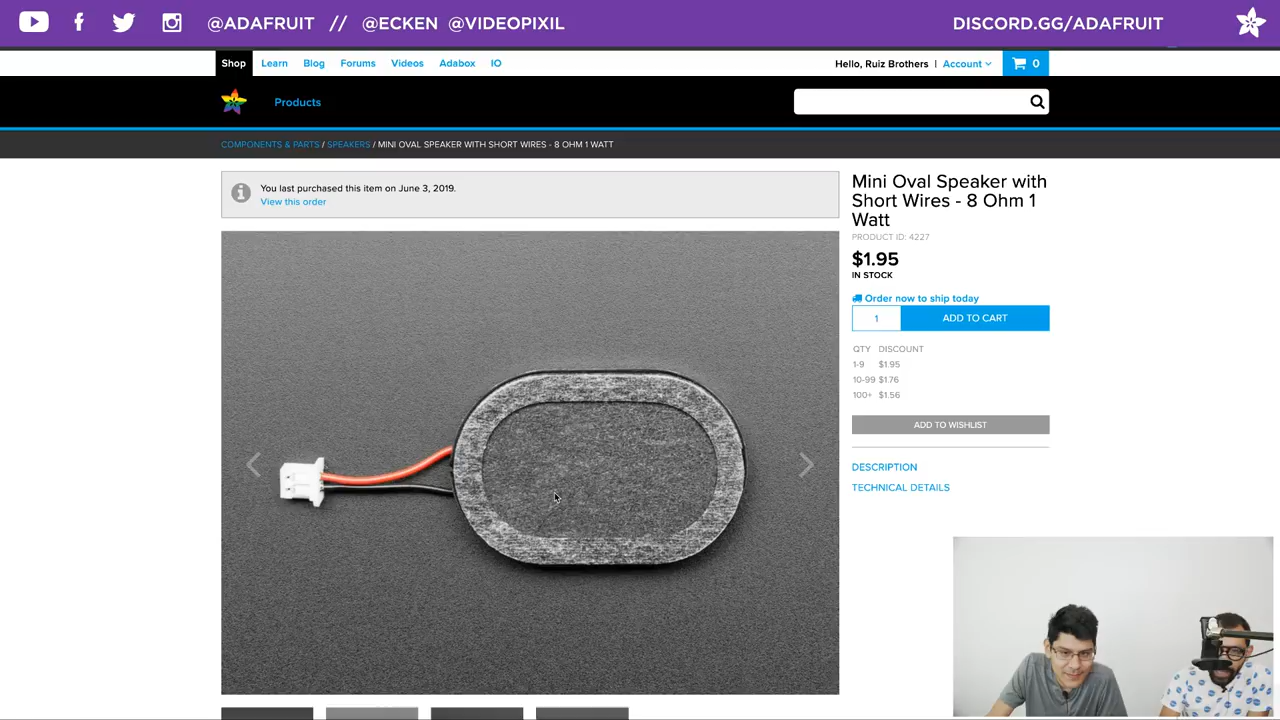 @ADAFRUIT // @ECKEN @VIDEOPIXIL
DISCORD.GG/ADAFRUIT
Shop Learn Blog Forums Videos Adabox IO
Hello, Ruiz Brothers | Account 0
Products
COMPONENTS & PARTS / SPEAKERS / MINI OVAL SPEAKER WITH SHORT WIRES - 8 OHM 1 WATT
You last purchased this item on June 3, 2019.
View this order
Mini Oval Speaker with
Short Wires - 8 Ohm 1
Watt
PRODUCT ID: 4227
$1.95
IN STOCK
Order now to ship today
1 ADD TO CART
QTY DISCOUNT
1-9 $1.95
10-99 $1.76
100+ $1.56
ADD TO WISHLIST
DESCRIPTION
TECHNICAL DETAILS